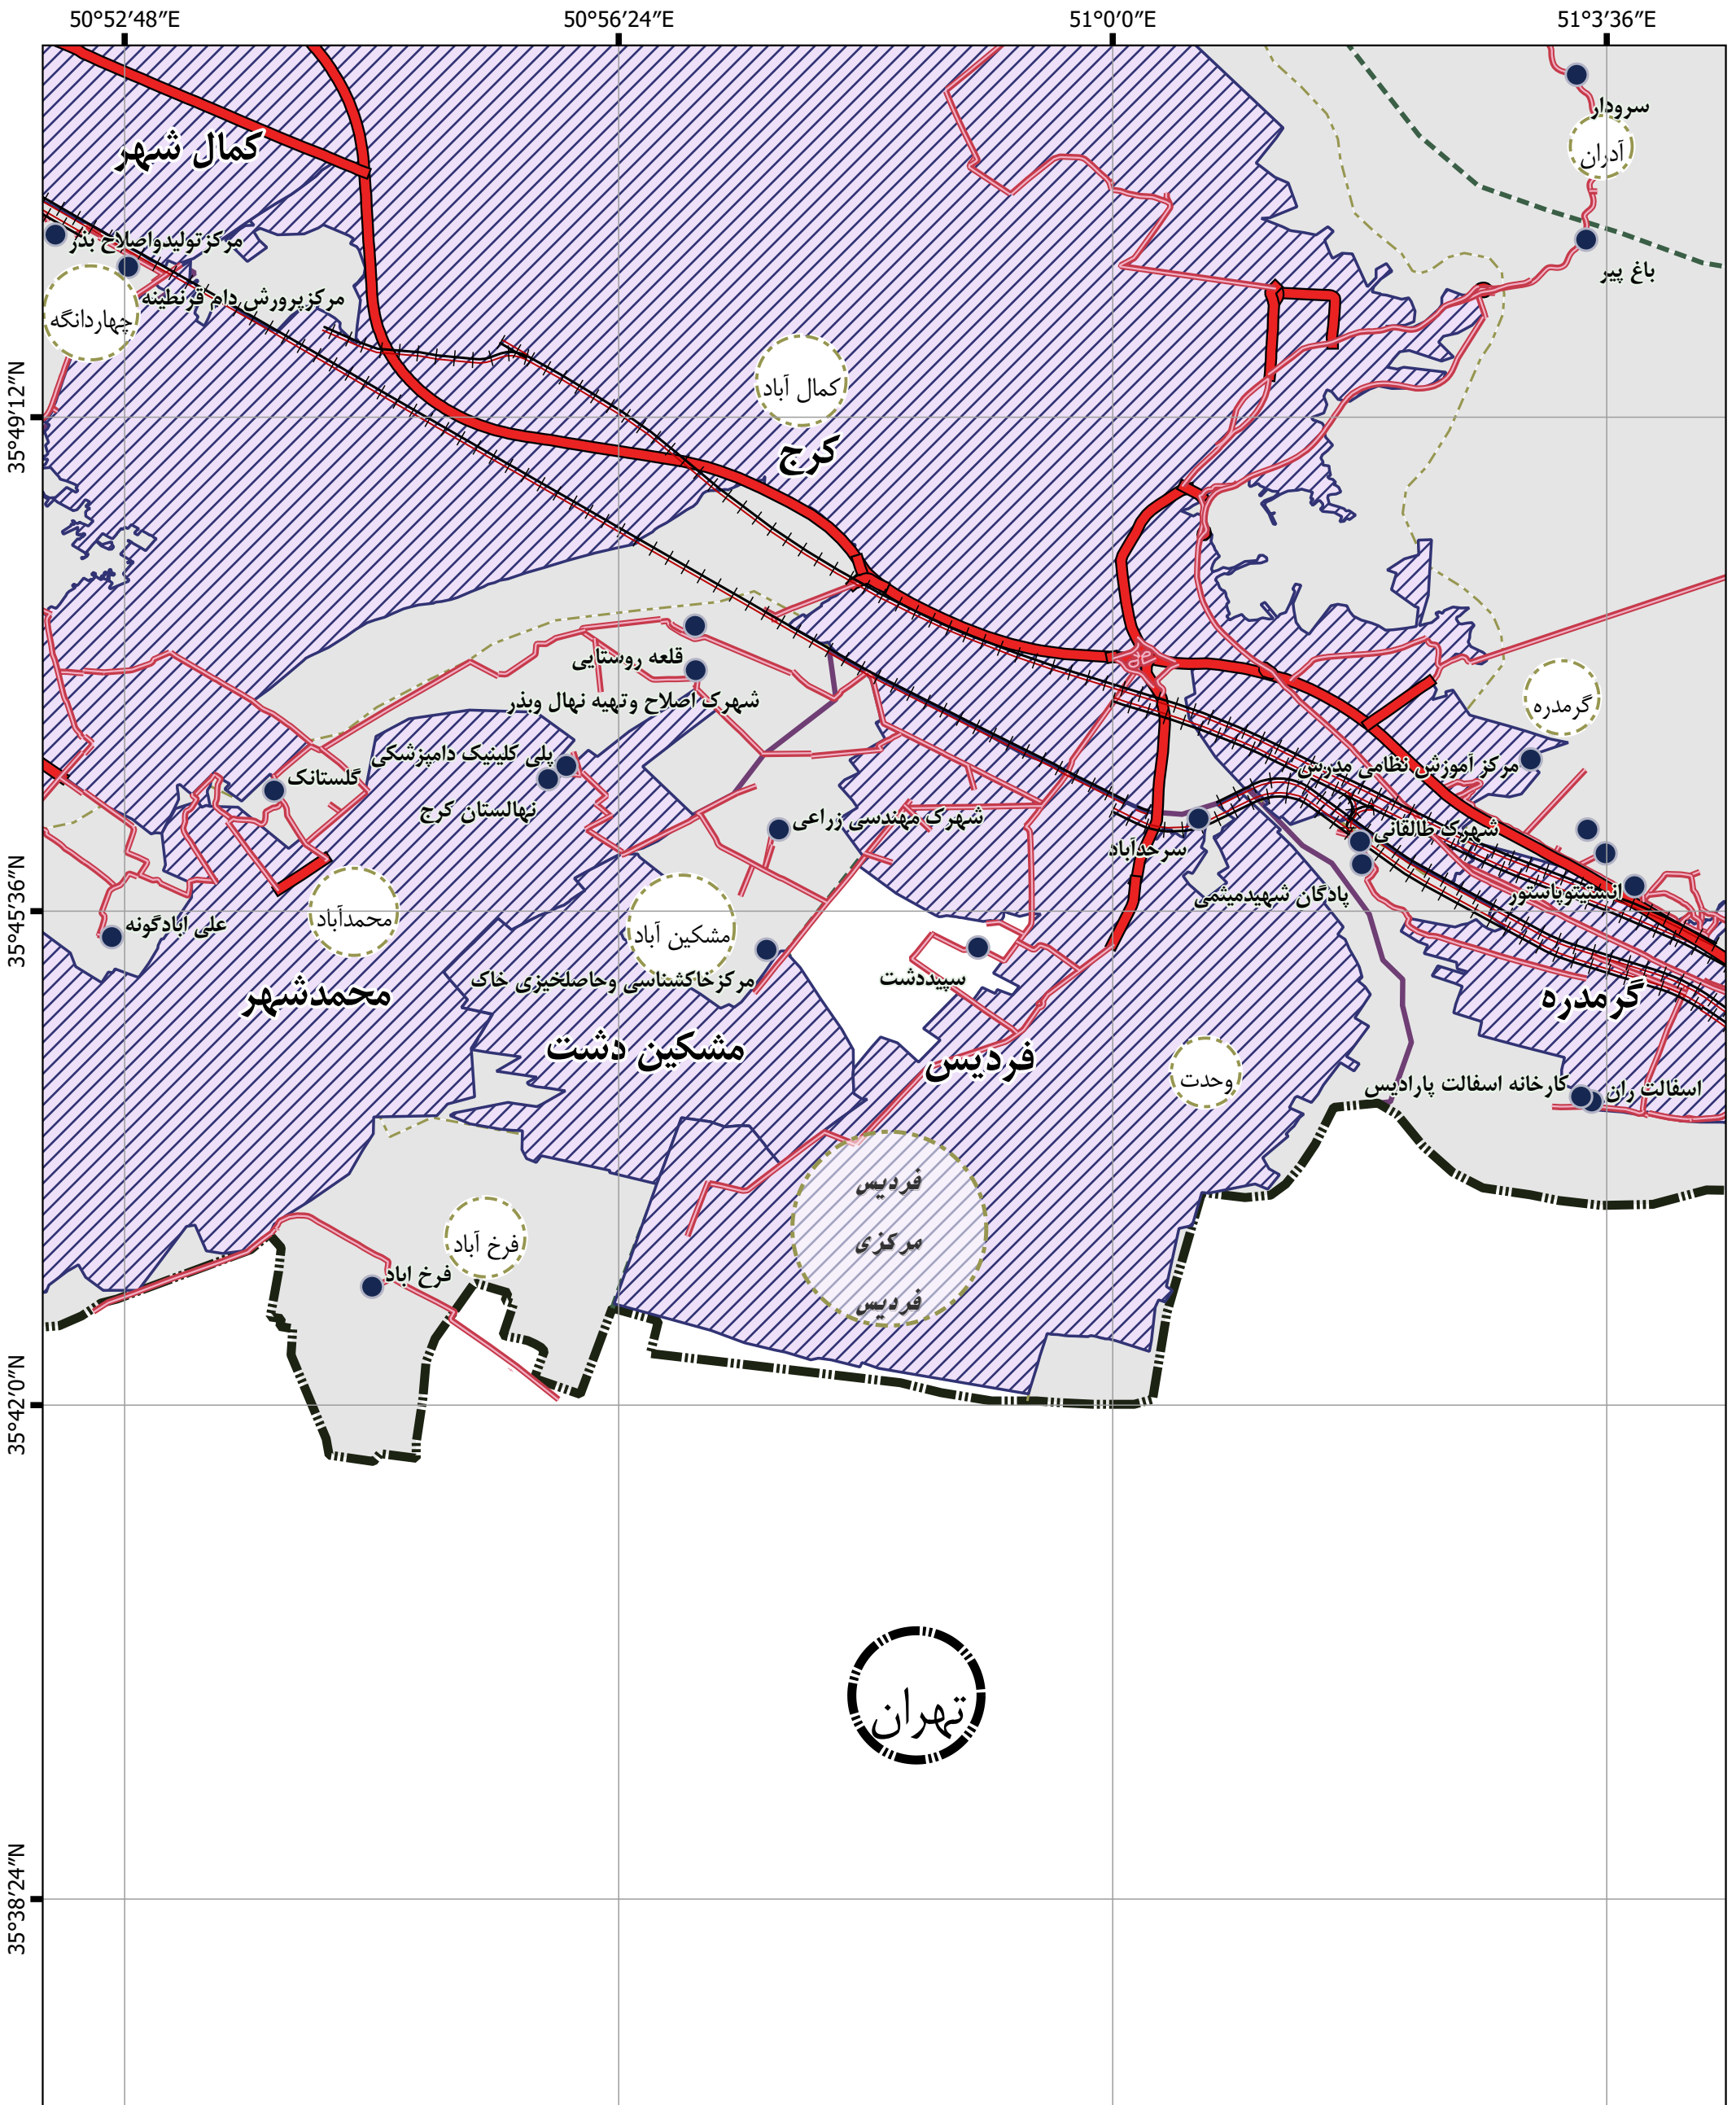 50°52′48″E
50°56′24″E
51°0′0″E
51°3′36″E
سرودار
کمال شهر
آدران
مرکزتولیدواصلاح بذر
باغ پیر
مرکزپرورش دام قرنطینه
چهاردانگه
کمال آباد
35°49′12″N
کرج
قلعه روستایی
شهرک اصلاح وتهیه نهال وبذر
گرمدره
پلی کلینیک دامپزشکی
مرکز آموزش نظامی مدرس
گلستانک
نهالستان کرج
شهرک مهندسی زراعی
شهرک طالقانی
سرحدآباد
پادگان شهیدمیثمی
انستیتوپاستور
35°45′36″N
علی ابادگونه
محمدآباد
مشکین آباد
مرکزخاکشناسی وحاصلخیزی خاک
سپیددشت
محمدشهر
گرمدره
مشکین دشت
فردیس
وحدت
کارخانه اسفالت پارادیس
اسفالت ران
فردیس
مرکزی
فردیس
فرخ آباد
فرخ اباد
35°42′0″N
تهران
35°38′24″N